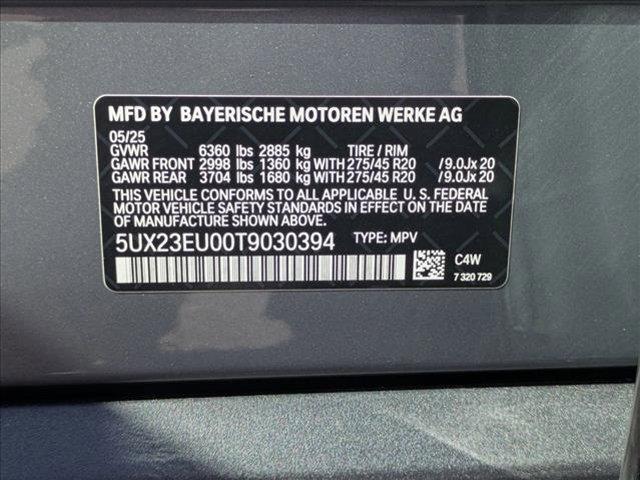 MFD BY BAYERISCHE MOTOREN WERKE AG
05/25
GVWR 6360 lbs 2885 kg TIRE / RIM
GAWR FRONT 2998 lbs 1360 kg WITH 275/45 R20 / 9.0Jx 20
GAWR REAR 3704 lbs 1680 kg WITH 275/45 R20 / 9.0Jx 20
THIS VEHICLE CONFORMS TO ALL APPLICABLE U. S. FEDERAL
MOTOR VEHICLE SAFETY STANDARDS IN EFFECT ON THE DATE
OF MANUFACTURE SHOWN ABOVE.
5UX23EU00T9030394 TYPE: MPV
C4W
7 320 729